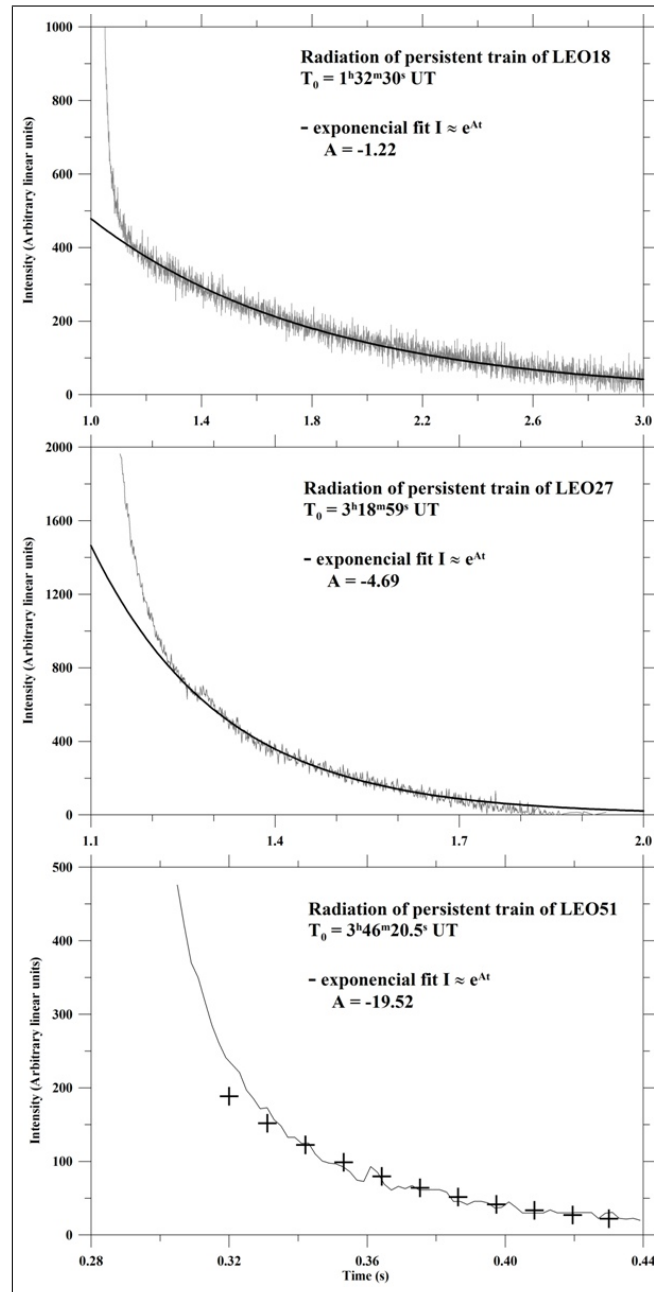 Radiation of persistent train of LEO18
T₀ = 1ʰ32ᵐ30ˢ UT
- exponencial fit I ≈ eᴬᵗ
A = -1.22
Intensity (Arbitrary linear units)
1000
800
600
400
200
0
1.0 1.4 1.8 2.2 2.6 3.0
Radiation of persistent train of LEO27
T₀ = 3ʰ18ᵐ59ˢ UT
- exponencial fit I ≈ eᴬᵗ
A = -4.69
Intensity (Arbitrary linear units)
2000
1600
1200
800
400
0
1.1 1.4 1.7 2.0
Radiation of persistent train of LEO51
T₀ = 3ʰ46ᵐ20.5ˢ UT
- exponencial fit I ≈ eᴬᵗ
A = -19.52
Intensity (Arbitrary linear units)
500
400
300
200
100
0
0.28 0.32 0.36 0.40 0.44
Time (s)